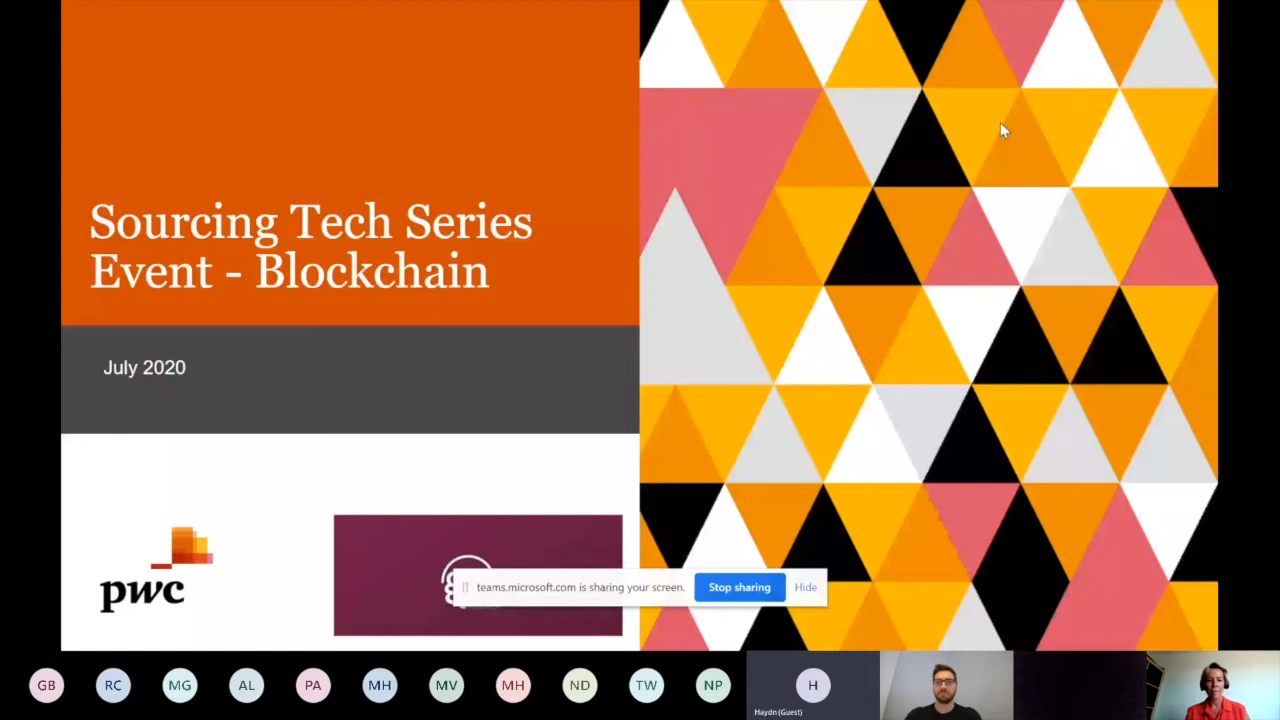 Sourcing Tech Series
Event - Blockchain
July 2020
pwc
teams.microsoft.com is sharing your screen.
Stop sharing
Hide
GB
RC
MG
AL
PA
MH
MV
MH
ND
TW
NP
H
Haydn (Guest)